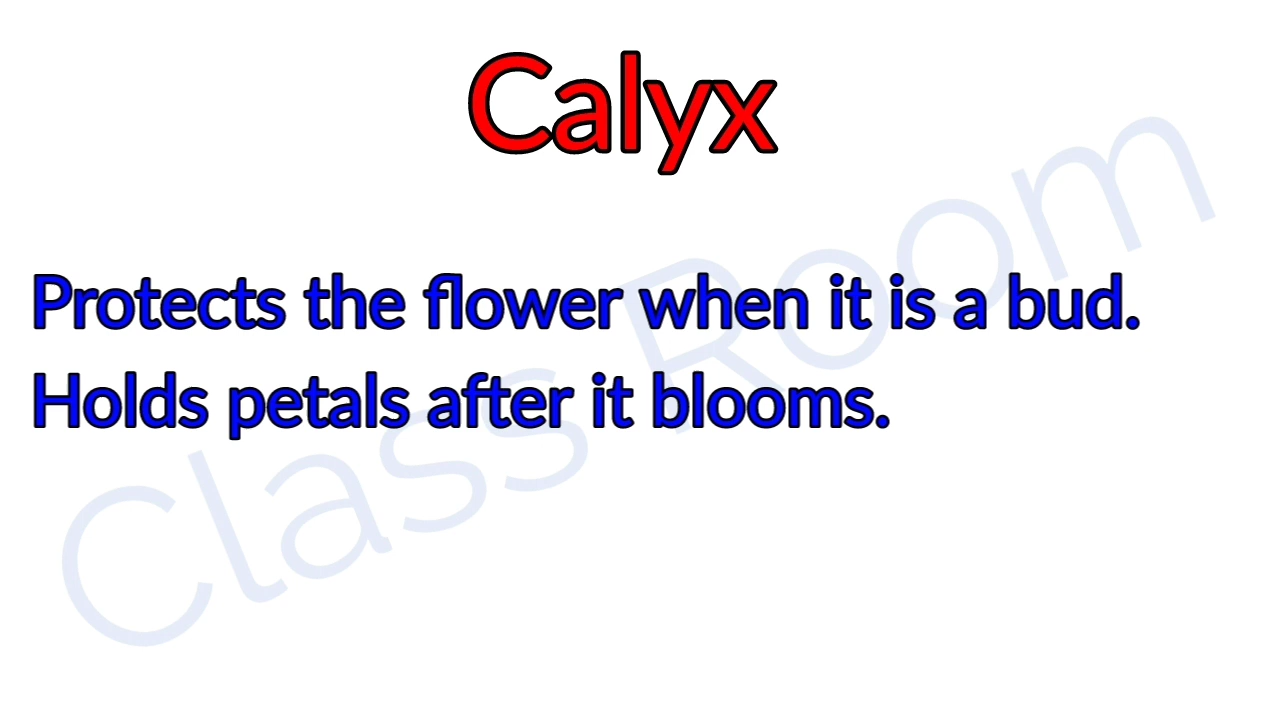 Calyx
Protects the flower when it is a bud.
Holds petals after it blooms.
Class Room